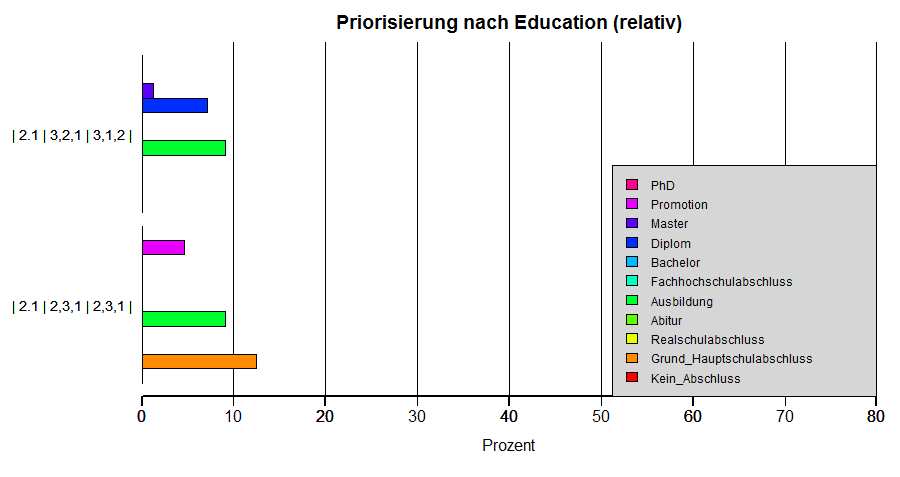 Priorisierung nach Education (relativ)
| 2.1 | 3,2,1 | 3,1,2 |
| 2.1 | 2,3,1 | 2,3,1 |
PhD
Promotion
Master
Diplom
Bachelor
Fachhochschulabschluss
Ausbildung
Abitur
Realschulabschluss
Grund_Hauptschulabschluss
Kein_Abschluss
0 10 20 30 40 50 60 70 80
Prozent